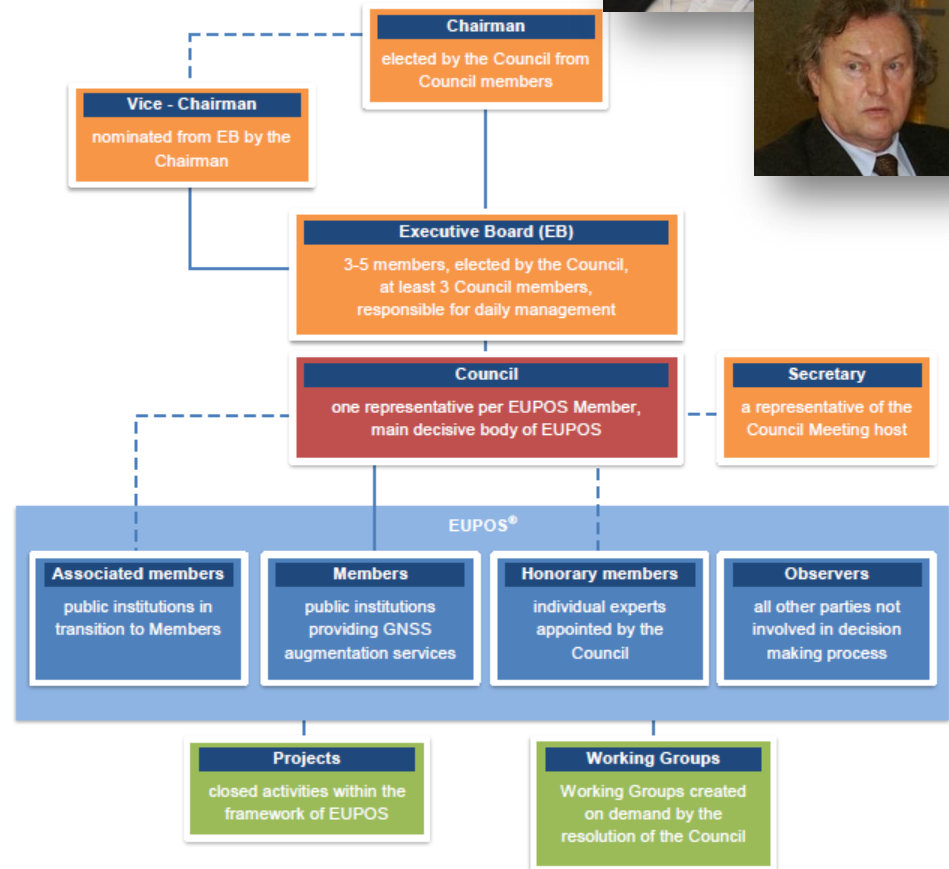 Chairman
elected by the Council from
Council members
Vice - Chairman
nominated from EB by the
Chairman
Executive Board (EB)
3-5 members, elected by the Council,
at least 3 Council members,
responsible for daily management
Council
one representative per EUPOS Member,
main decisive body of EUPOS
Secretary
a representative of the
Council Meeting host
EUPOS®
Associated members
public institutions in
transition to Members
Members
public institutions
providing GNSS
augmentation services
Honorary members
individual experts
appointed by the
Council
Observers
all other parties not
involved in decision
making process
Projects
closed activities within the
framework of EUPOS
Working Groups
Working Groups created
on demand by the
resolution of the Council